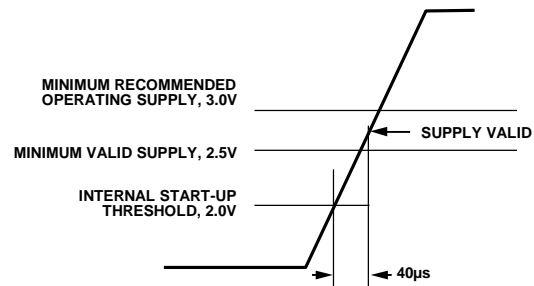 MINIMUM RECOMMENDED
OPERATING SUPPLY, 3.0V
SUPPLY VALID
MINIMUM VALID SUPPLY, 2.5V
INTERNAL START-UP
THRESHOLD, 2.0V
40µs